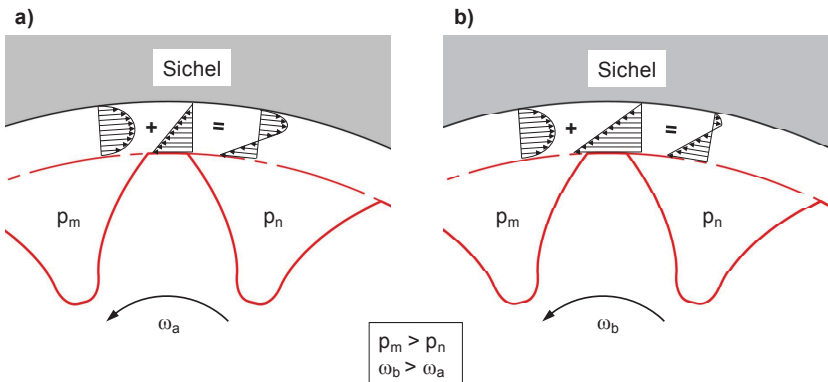 a)
Sichel
+
=
pm
pn
ωa
b)
Sichel
+
=
pm
pn
ωb
pm > pn
ωb > ωa